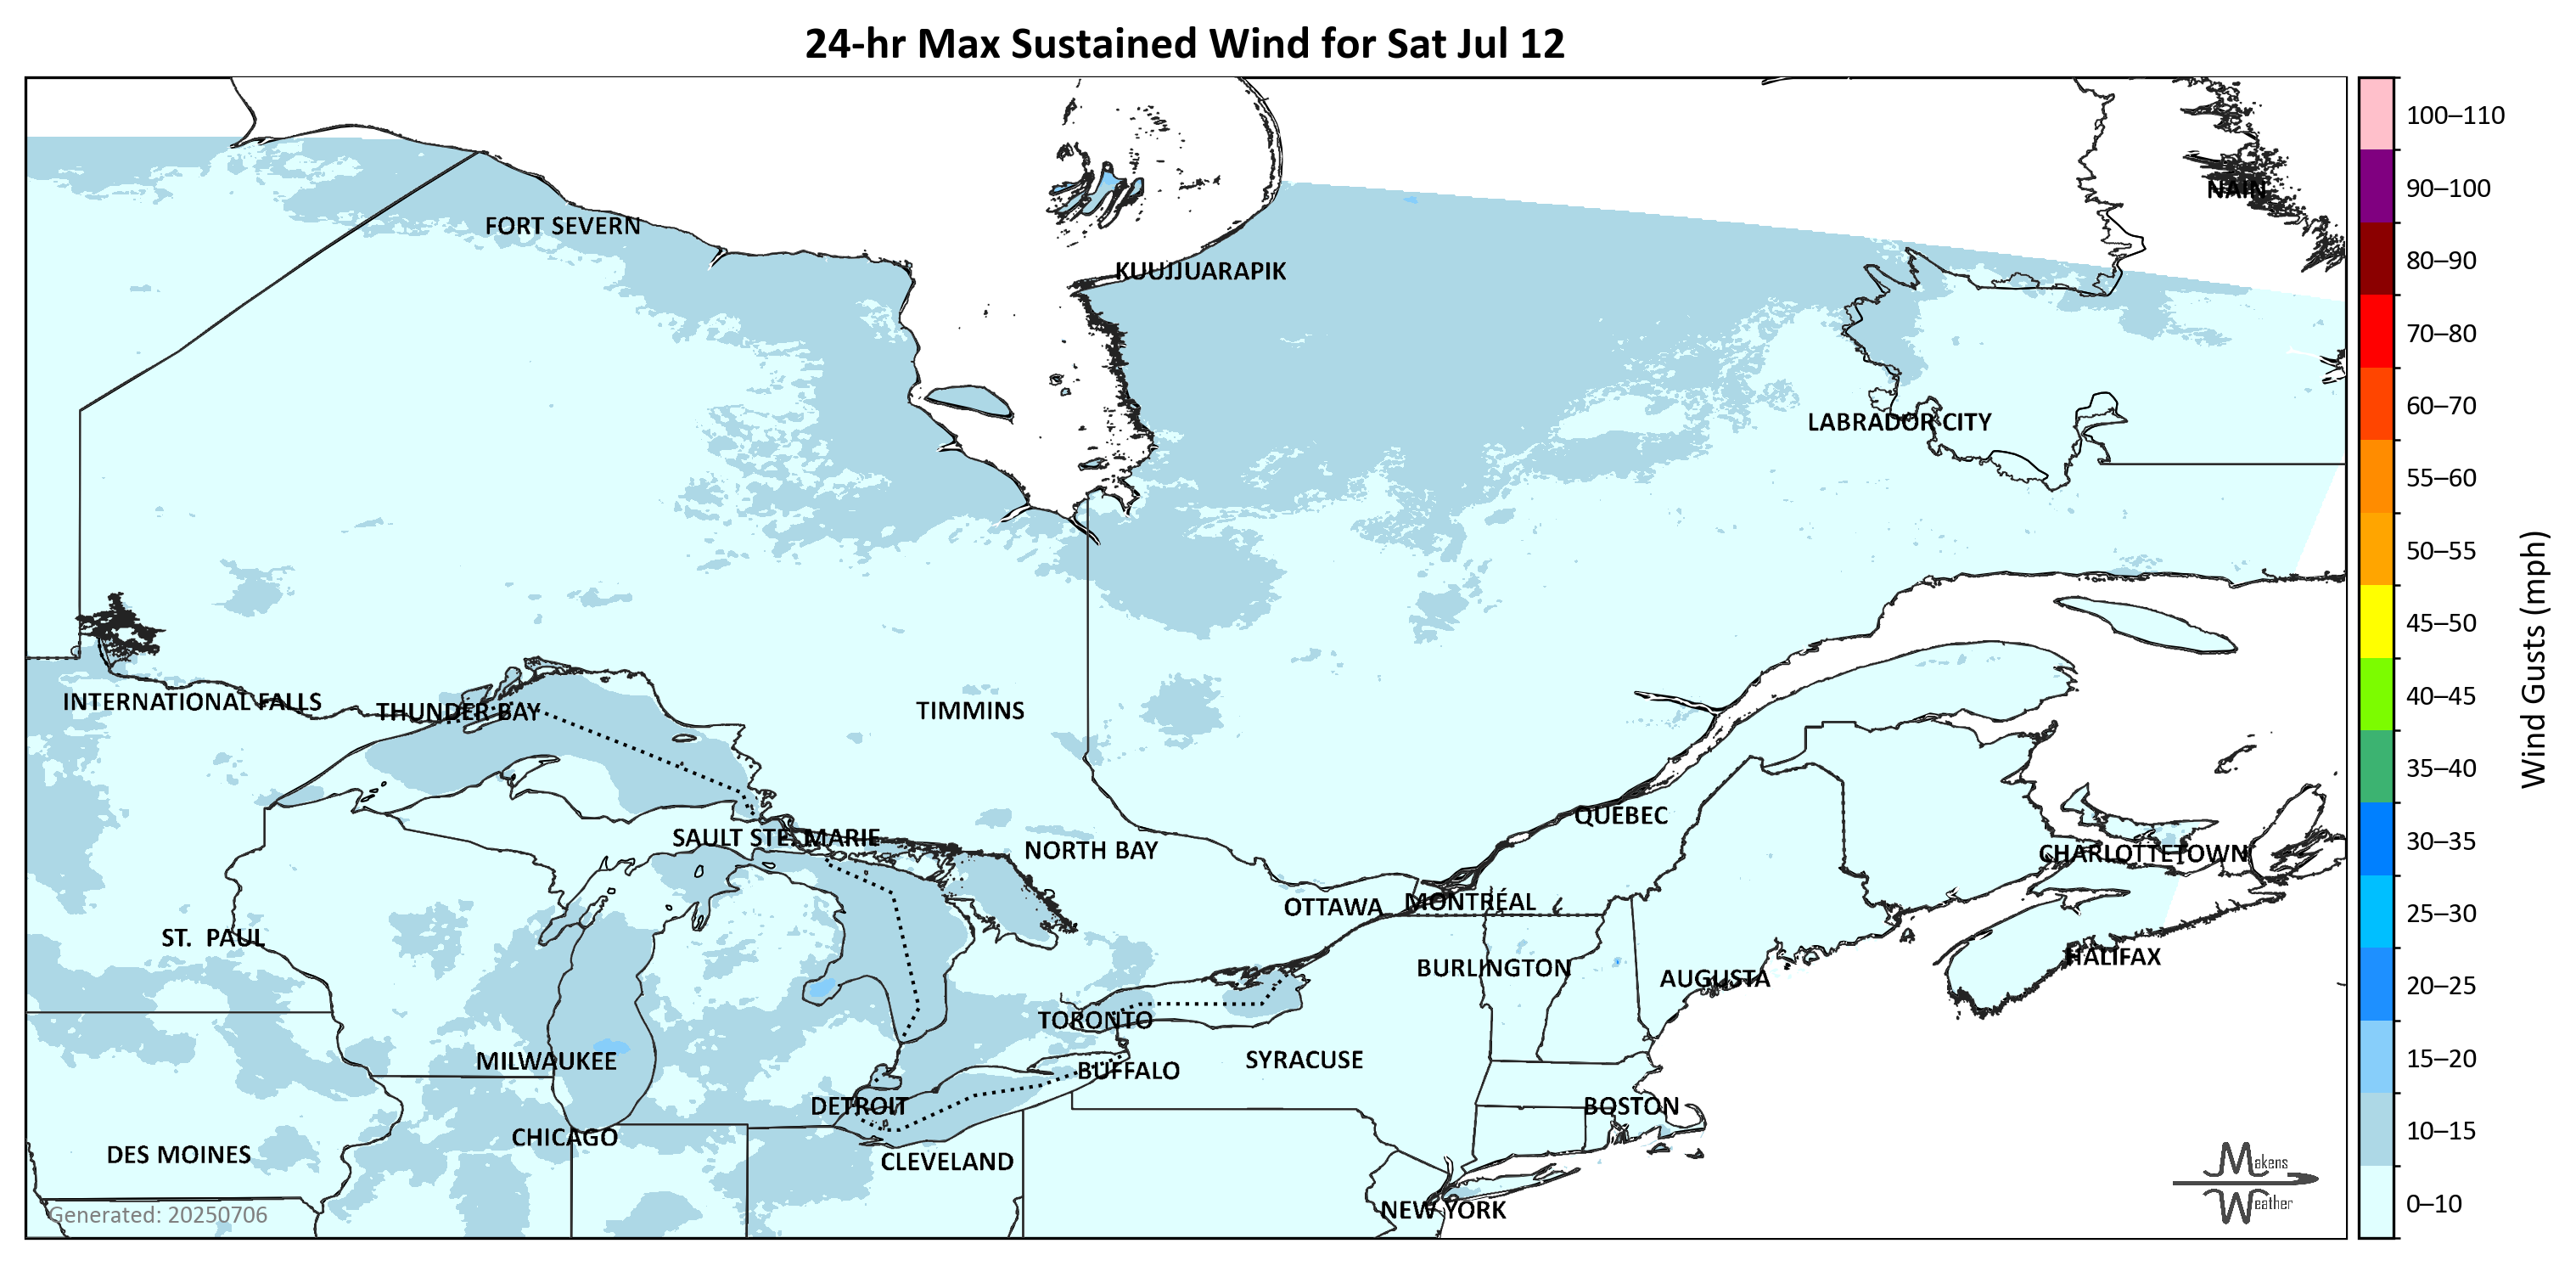 24-hr Max Sustained Wind for Sat Jul 12
100–110
90–100
NAIN
FORT SEVERN
80–90
KUUJJUARAPIK
70–80
60–70
LABRADOR CITY
55–60
50–55
45–50
Wind Gusts (mph)
40–45
INTERNATIONAL FALLS
THUNDER BAY
TIMMINS
35–40
QUEBEC
30–35
SAULT STE. MARIE
NORTH BAY
CHARLOTTETOWN
OTTAWA
MONTRÉAL
25–30
ST. PAUL
HALIFAX
BURLINGTON
AUGUSTA
20–25
TORONTO
MILWAUKEE
SYRACUSE
15–20
BUFFALO
DETROIT
BOSTON
CHICAGO
10–15
DES MOINES
CLEVELAND
Makens
Weather
NEW YORK
0–10
Generated: 20250706